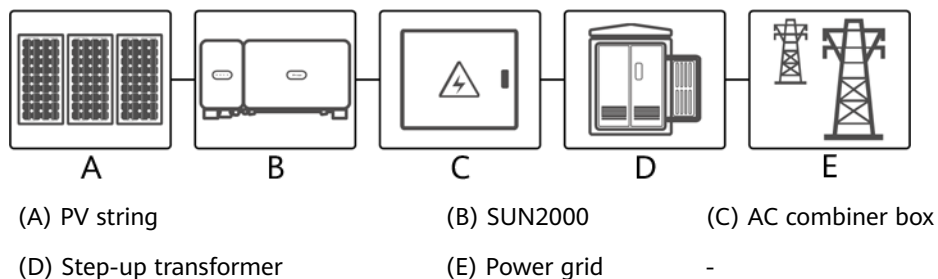 A B C D E
(A) PV string (B) SUN2000 (C) AC combiner box
(D) Step-up transformer (E) Power grid -